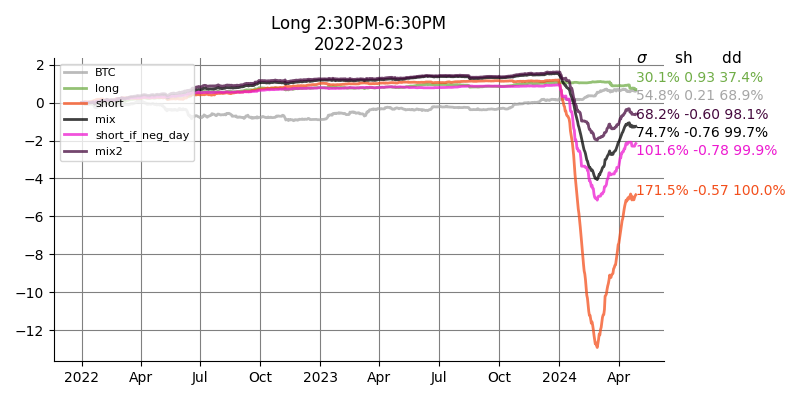 Long 2:30PM-6:30PM
2022-2023
σ sh dd
30.1% 0.93 37.4%
54.8% 0.21 68.9%
68.2% -0.60 98.1%
74.7% -0.76 99.7%
101.6% -0.78 99.9%
171.5% -0.57 100.0%
BTC
long
short
mix
short_if_neg_day
mix2
2
0
−2
−4
−6
−8
−10
−12
2022 Apr Jul Oct 2023 Apr Jul Oct 2024 Apr